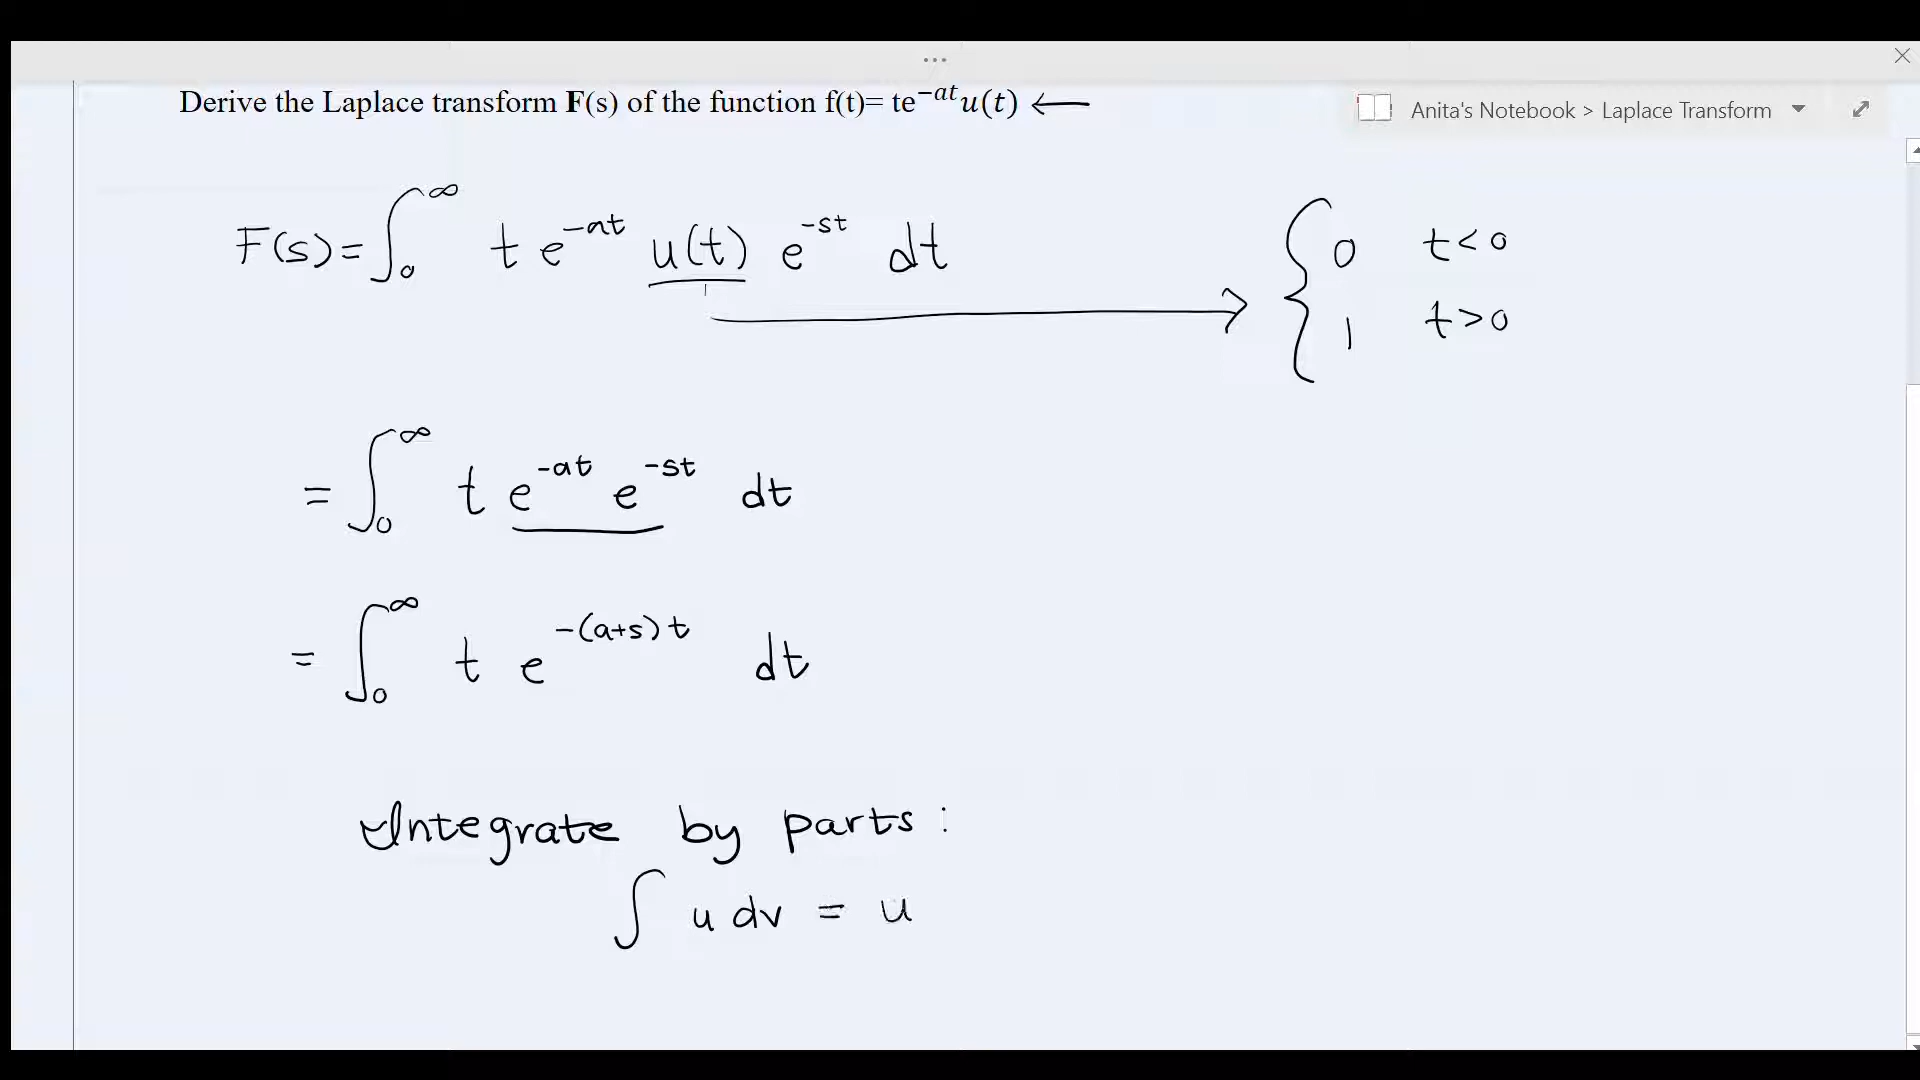 ...
Derive the Laplace transform F(s) of the function f(t)= te^{-at}u(t) ←
Anita's Notebook > Laplace Transform
F(s) = ∫_0^∞ t e^{-at} u(t) e^{-st} dt
0 t<0
1 t>0
= ∫_0^∞ t e^{-at} e^{-st} dt
= ∫_0^∞ t e^{-(a+s)t} dt
Integrate by parts :
∫ u dv = u